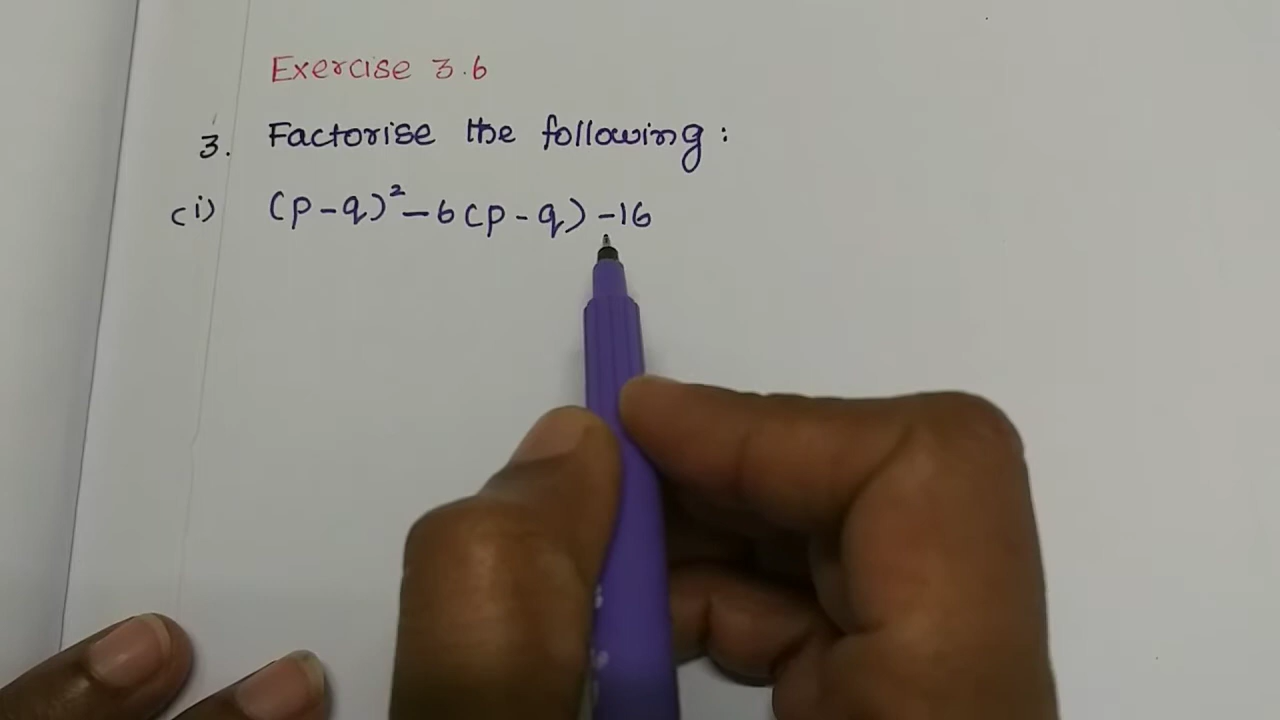 Exercise 3.6
3. Factorise the following:
(i) (p-q)² - 6(p-q) - 16